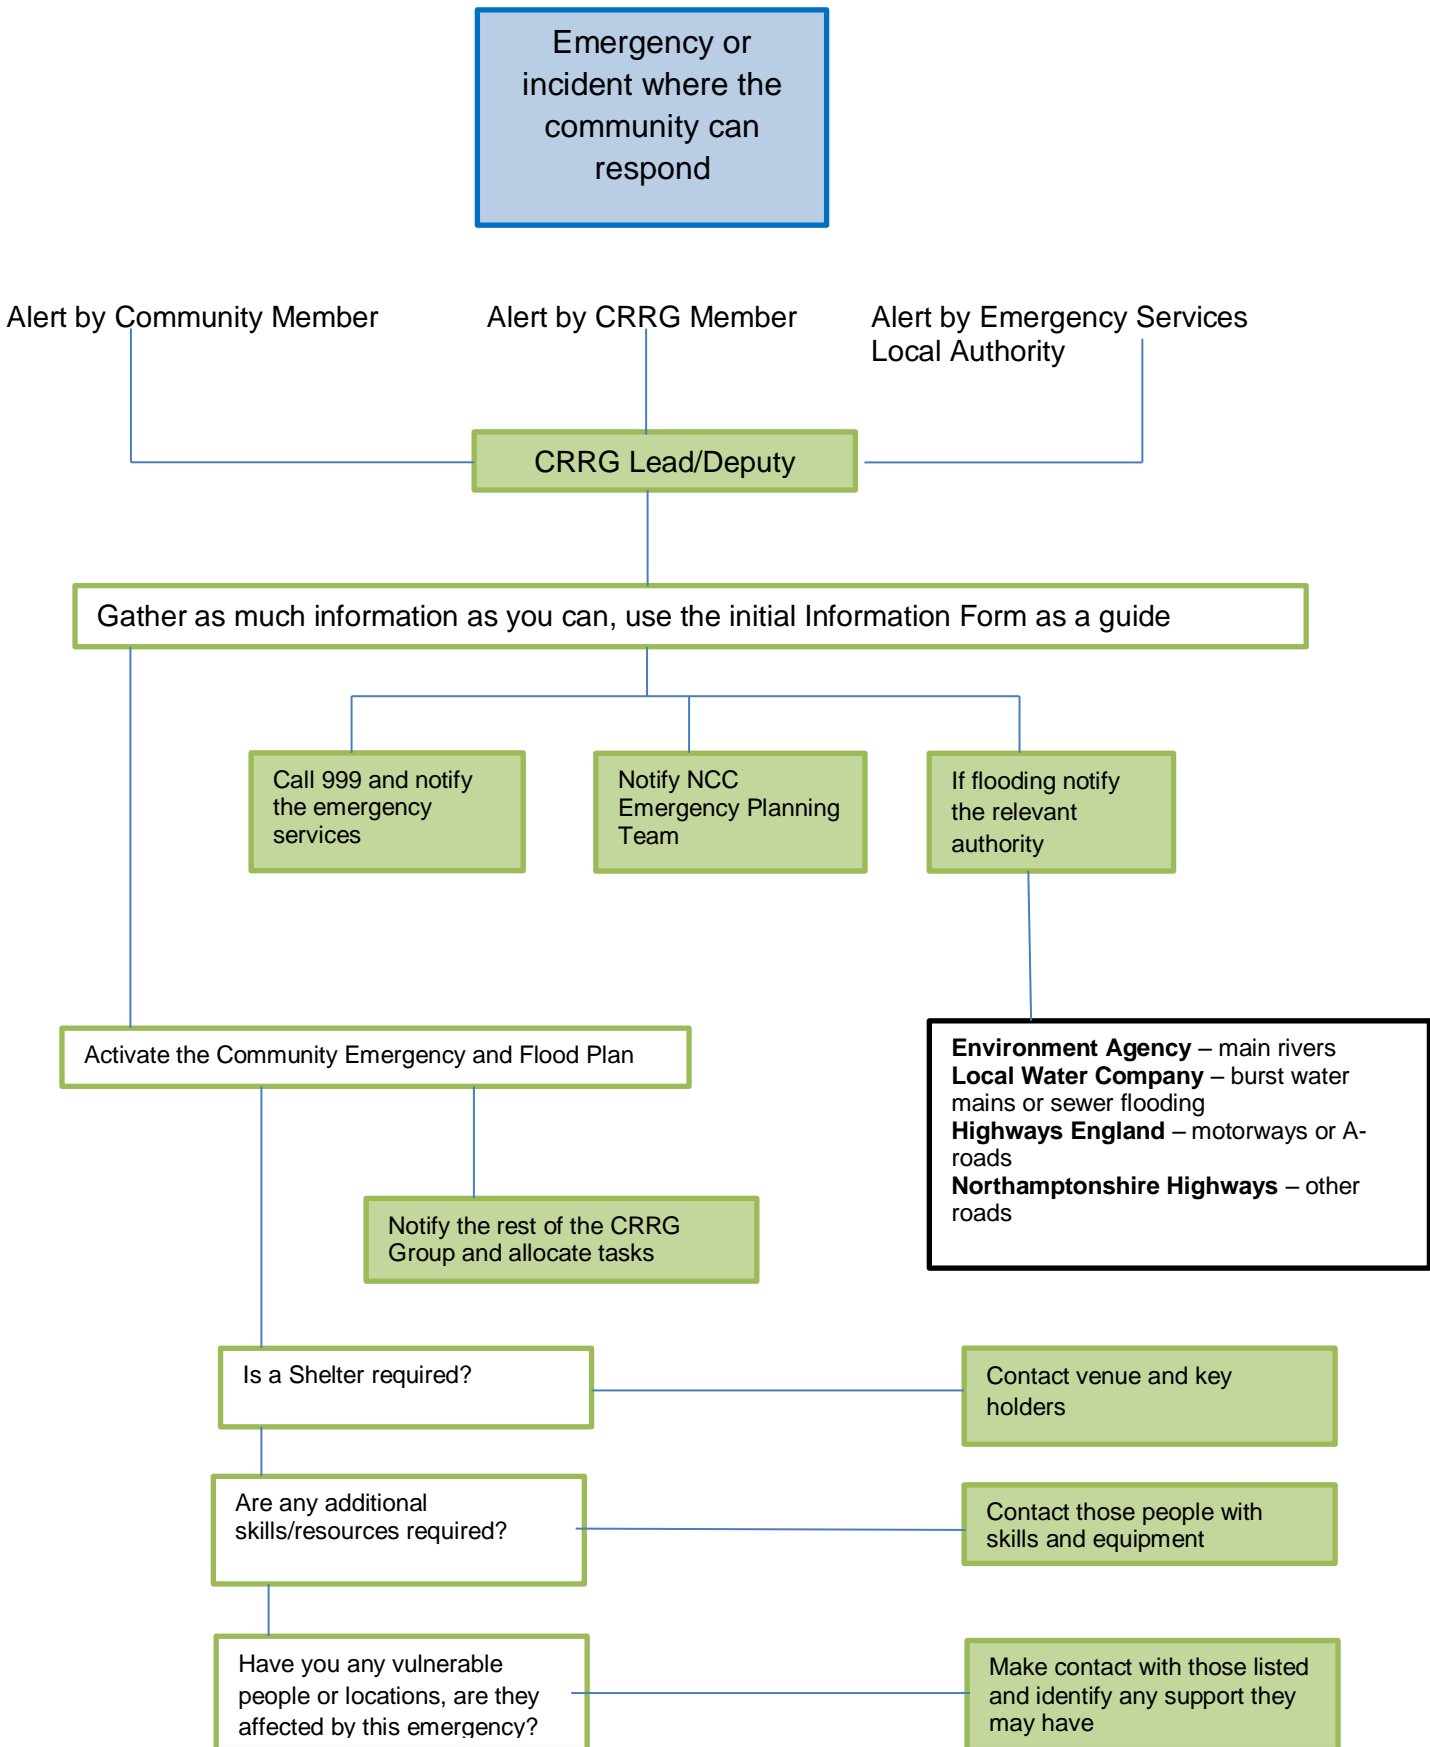 Emergency or
incident where the
community can
respond
Alert by Community Member
Alert by CRRG Member
Alert by Emergency Services
Local Authority
CRRG Lead/Deputy
Gather as much information as you can, use the initial Information Form as a guide
Call 999 and notify
the emergency
services
Notify NCC
Emergency Planning
Team
If flooding notify
the relevant
authority
Activate the Community Emergency and Flood Plan
Environment Agency – main rivers
Local Water Company – burst water
mains or sewer flooding
Highways England – motorways or A-
roads
Northamptonshire Highways – other
roads
Notify the rest of the CRRG
Group and allocate tasks
Is a Shelter required?
Contact venue and key
holders
Are any additional
skills/resources required?
Contact those people with
skills and equipment
Have you any vulnerable
people or locations, are they
affected by this emergency?
Make contact with those listed
and identify any support they
may have